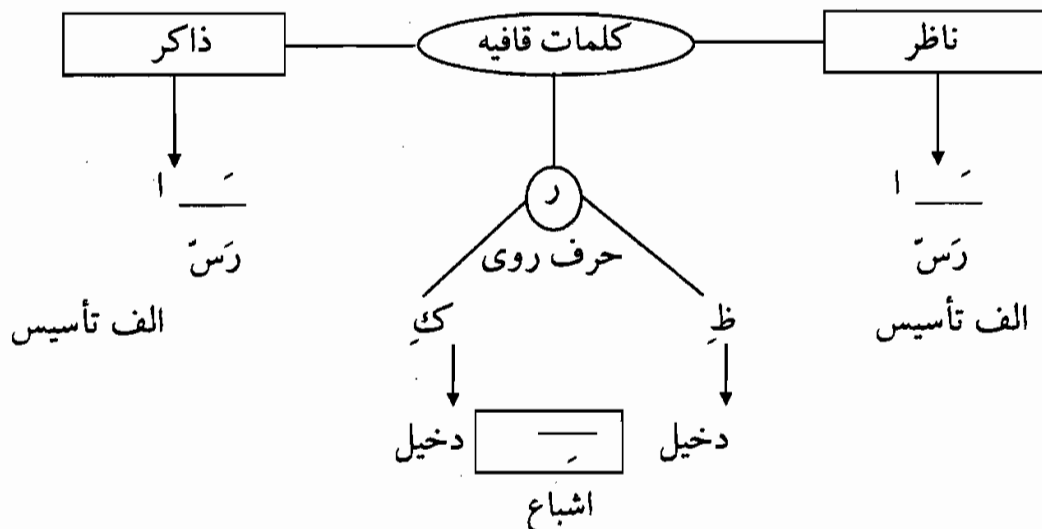 ناظر کلمات قافیه ذاکر
َ ا َ ا
ر
رَسّ حرف روی رَسّ
الف تأسیس ظِ كِ الف تأسیس
دخیل ِ دخیل
اشباع